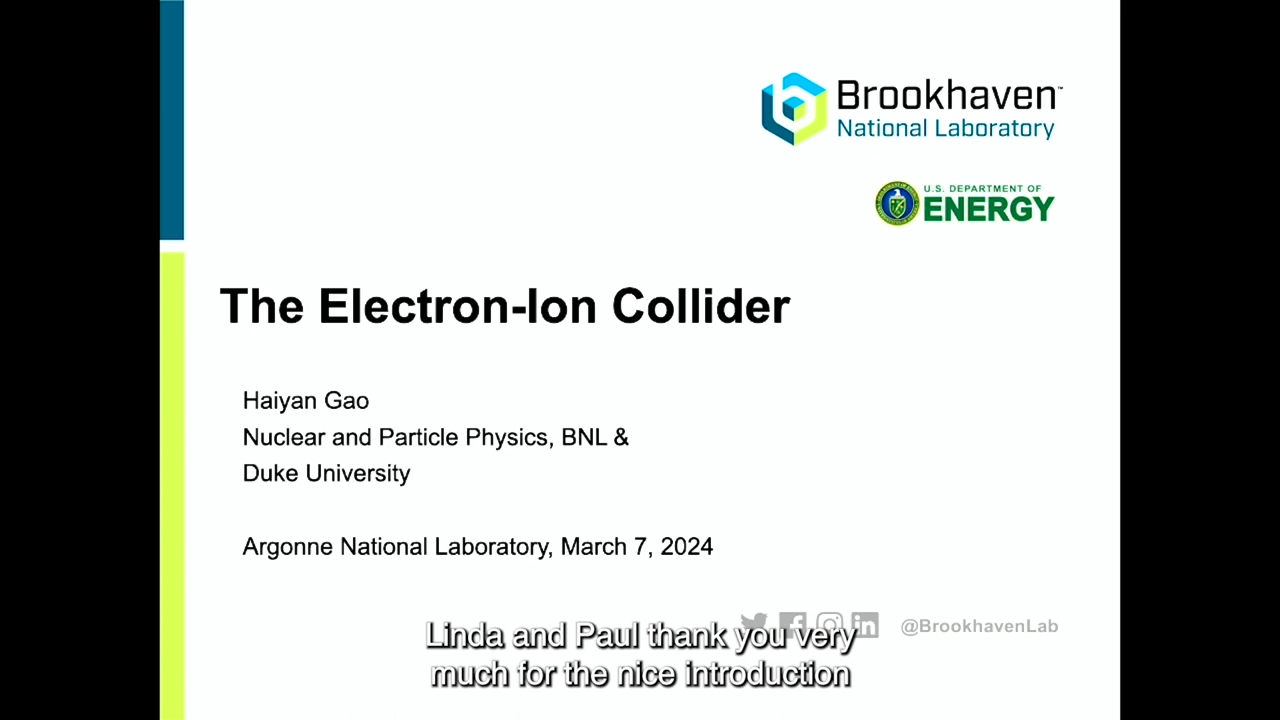 Brookhaven™
National Laboratory
U.S. DEPARTMENT OF
ENERGY
The Electron-Ion Collider
Haiyan Gao
Nuclear and Particle Physics, BNL &
Duke University
Argonne National Laboratory, March 7, 2024
@BrookhavenLab
Linda and Paul thank you very
much for the nice introduction